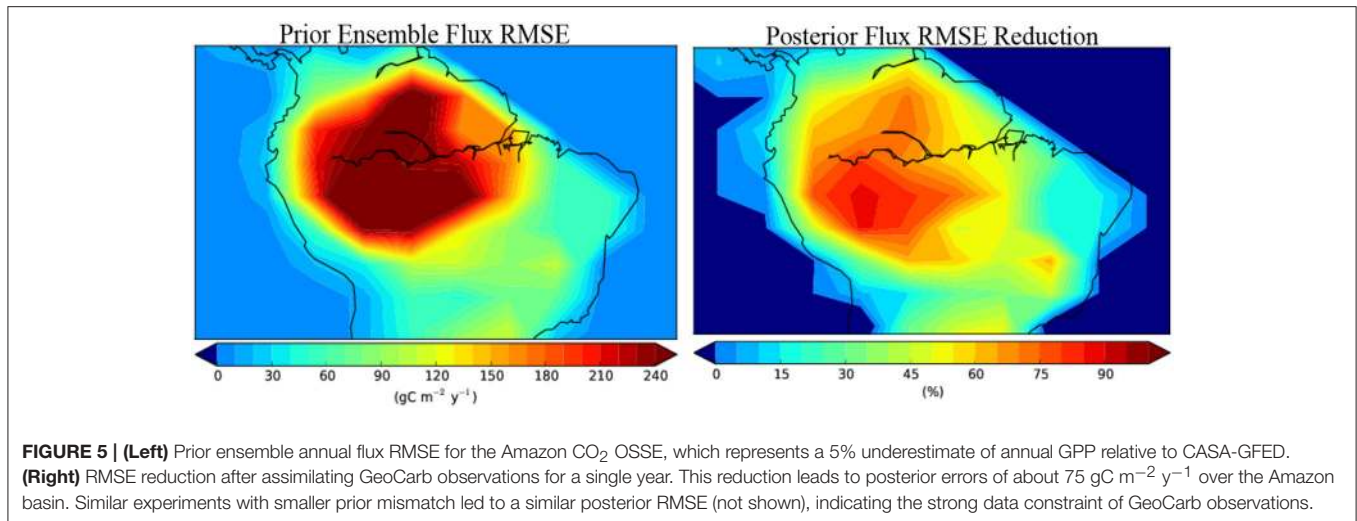 Prior Ensemble Flux RMSE
Posterior Flux RMSE Reduction
0 30 60 90 120 150 180 210 240
(gC m⁻² y⁻¹)
0 15 30 45 60 75 90
(%)
FIGURE 5 | (Left) Prior ensemble annual flux RMSE for the Amazon CO₂ OSSE, which represents a 5% underestimate of annual GPP relative to CASA-GFED.
(Right) RMSE reduction after assimilating GeoCarb observations for a single year. This reduction leads to posterior errors of about 75 gC m⁻² y⁻¹ over the Amazon
basin. Similar experiments with smaller prior mismatch led to a similar posterior RMSE (not shown), indicating the strong data constraint of GeoCarb observations.